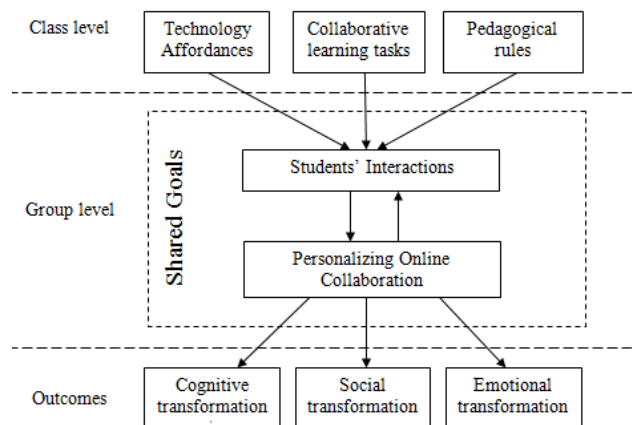 Class level
Technology
Affordances
Collaborative
learning tasks
Pedagogical
rules
Group level
Shared Goals
Students’ Interactions
Personalizing Online
Collaboration
Outcomes
Cognitive
transformation
Social
transformation
Emotional
transformation